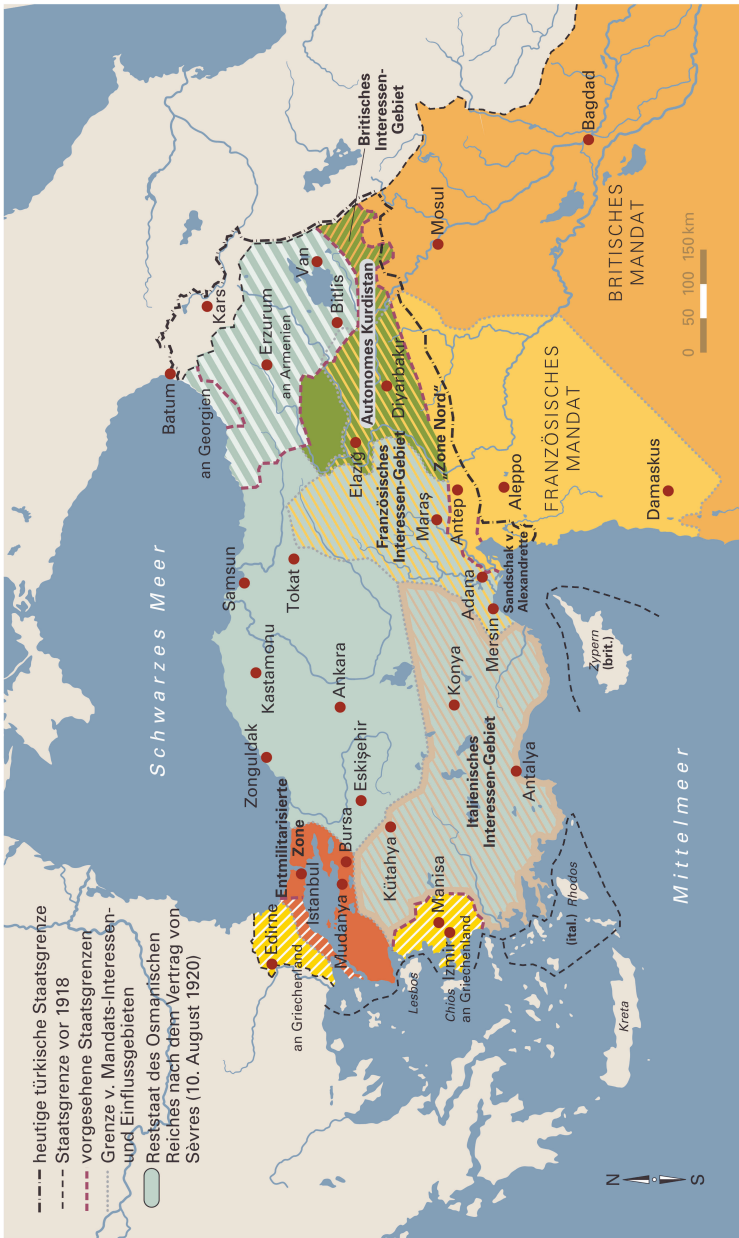 heutige türkische Staatsgrenze
Staatsgrenze vor 1918
vorgesehene Staatsgrenzen
Grenze v. Mandats-Interessen-
und Einflussgebieten
Reststaat des Osmanischen
Reiches nach dem Vertrag von
Sèvres (10. August 1920)
Schwarzes Meer
Batum
Kars
an Georgien
Erzurum
an Armenien
Van
Bitlis
Britisches
Interessen-
Gebiet
Samsun
Tokat
Kastamonu
Zonguldak
Ankara
Eskişehir
Entmilitarisierte
Zone
Istanbul
Edirne
an Griechenland
Mudanya
Bursa
Kütahya
Elazığ
Autonomes Kurdistan
Diyarbakır
Französisches
Interessen-Gebiet
„Zone Nord“
Maraş
Antep
Adana
Mersin
Sandschak v.
Alexandrette
Konya
Italienisches
Interessen-Gebiet
Antalya
Manisa
Izmir
an Griechenland
Lesbos
Chios
Rhodos
(ital.)
Kreta
Zypern
(brit.)
Mittelmeer
Mosul
Bagdad
BRITISCHES
MANDAT
Aleppo
FRANZÖSISCHES
MANDAT
Damaskus
0 50 100 150 km
N
S